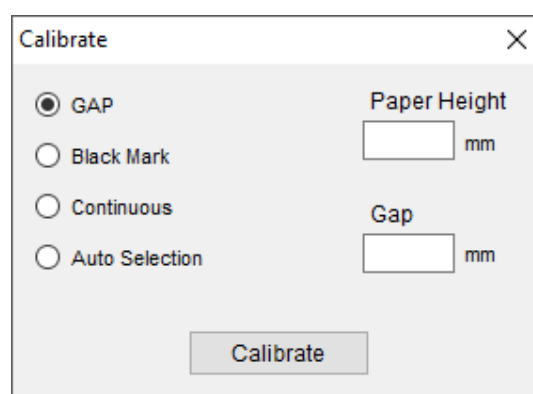 Calibrate
GAP
Black Mark
Continuous
Auto Selection
Paper Height
mm
Gap
mm
Calibrate